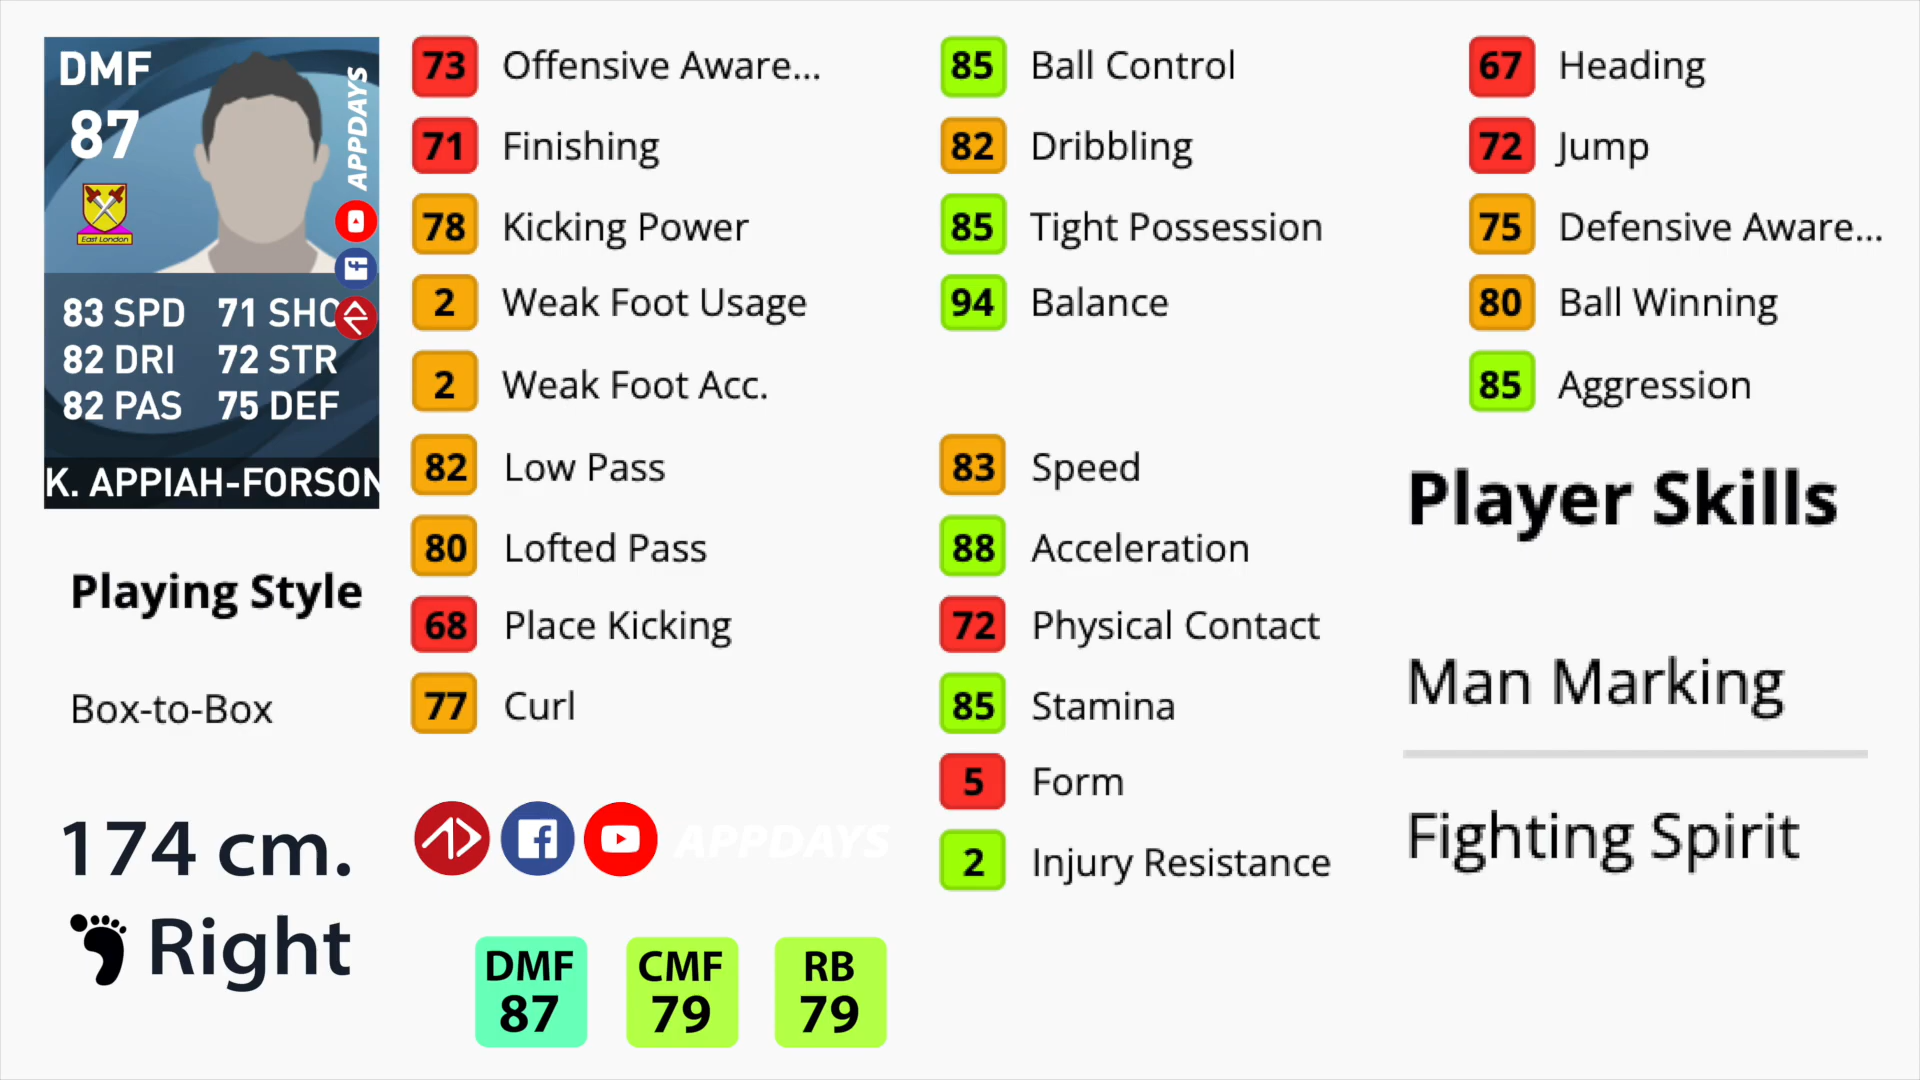 DMF
87
APPDAYS
East London
83 SPD 71 SHO
82 DRI 72 STR
82 PAS 75 DEF
K. APPIAH-FORSON
Playing Style
Box-to-Box
174 cm.
Right
73 Offensive Aware...
71 Finishing
78 Kicking Power
2 Weak Foot Usage
2 Weak Foot Acc.
82 Low Pass
80 Lofted Pass
68 Place Kicking
77 Curl
APPDAYS
DMF
87
CMF
79
RB
79
85 Ball Control
82 Dribbling
85 Tight Possession
94 Balance
83 Speed
88 Acceleration
72 Physical Contact
85 Stamina
5 Form
2 Injury Resistance
67 Heading
72 Jump
75 Defensive Aware...
80 Ball Winning
85 Aggression
Player Skills
Man Marking
Fighting Spirit